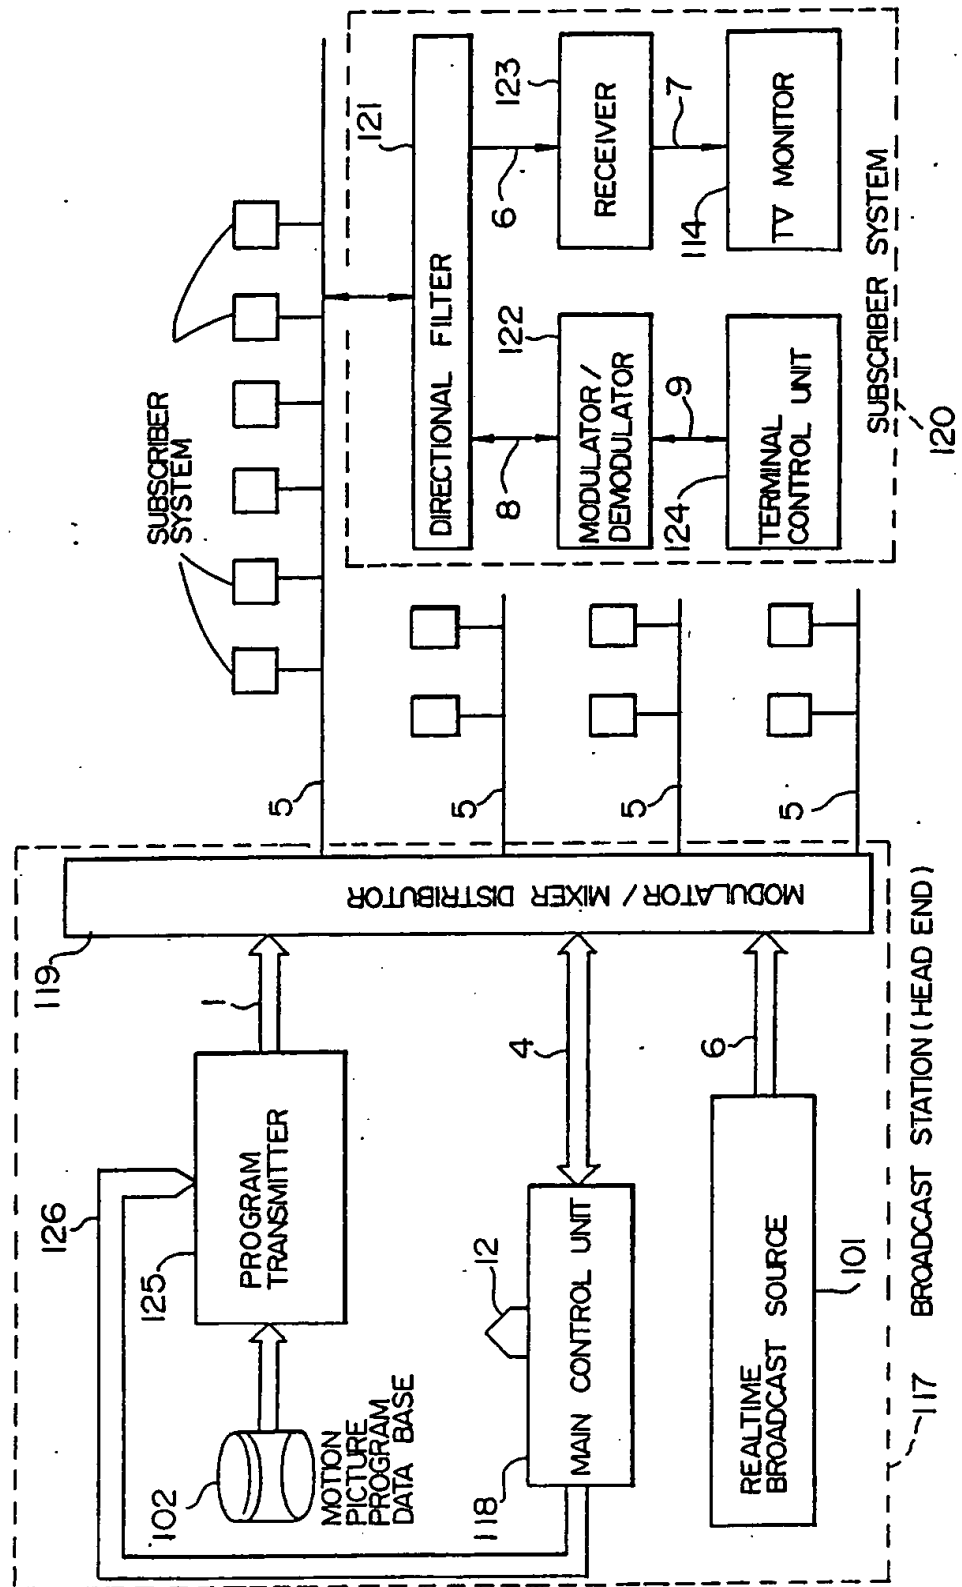 117
BROADCAST STATION (HEAD END)
126
125
PROGRAM
TRANSMITTER
102
MOTION
PICTURE
PROGRAM
DATA BASE
1
119
MODULATOR / MIXER DISTRIBUTOR
12
118
MAIN CONTROL UNIT
4
REALTIME
BROADCAST SOURCE
101
6
5
5
5
5
SUBSCRIBER
SYSTEM
121
DIRECTIONAL FILTER
8
6
122
MODULATOR /
DEMODULATOR
123
RECEIVER
9
7
124
TERMINAL
CONTROL UNIT
114
TV MONITOR
SUBSCRIBER SYSTEM
120